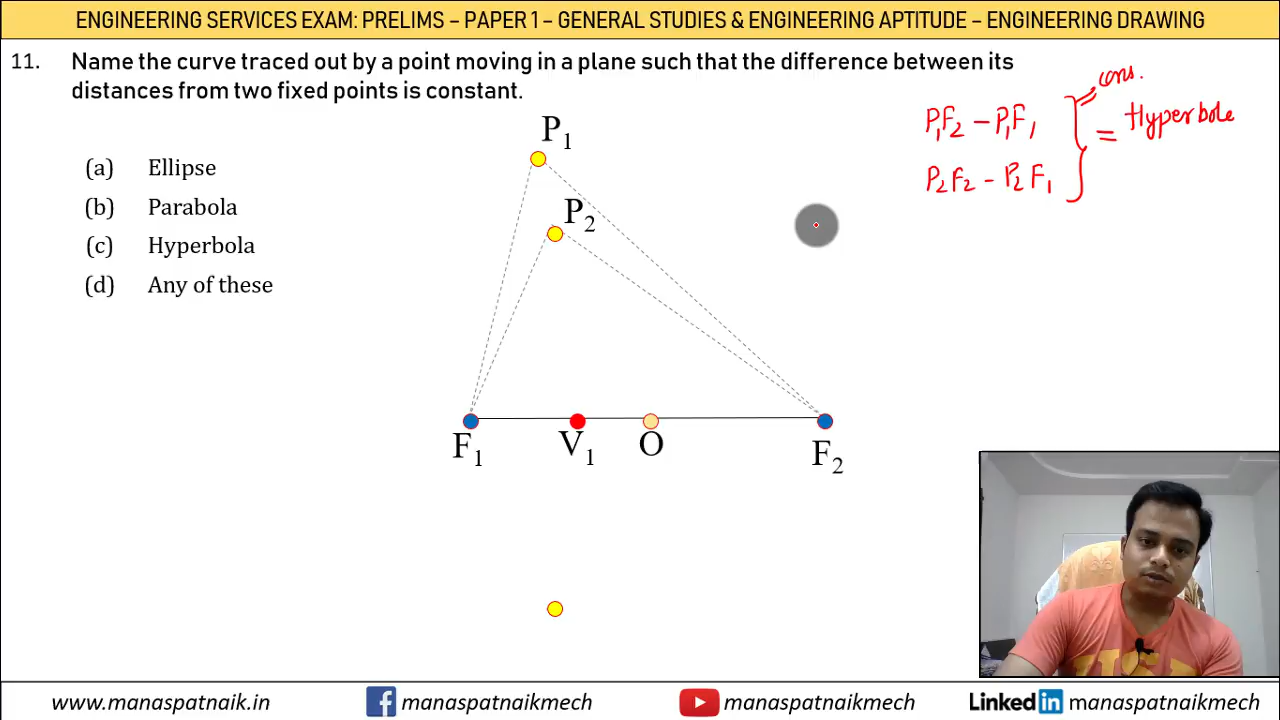 ENGINEERING SERVICES EXAM: PRELIMS – PAPER 1 – GENERAL STUDIES & ENGINEERING APTITUDE – ENGINEERING DRAWING
11. Name the curve traced out by a point moving in a plane such that the difference between its
distances from two fixed points is constant.
(a) Ellipse
(b) Parabola
(c) Hyperbola
(d) Any of these
P1
P2
F1
V1
O
F2
P1F2 – P1F1
P2F2 – P2F1
= cons.
= Hyperbole
www.manaspatnaik.in
manaspatnaikmech
manaspatnaikmech
Linked in manaspatnaikmech